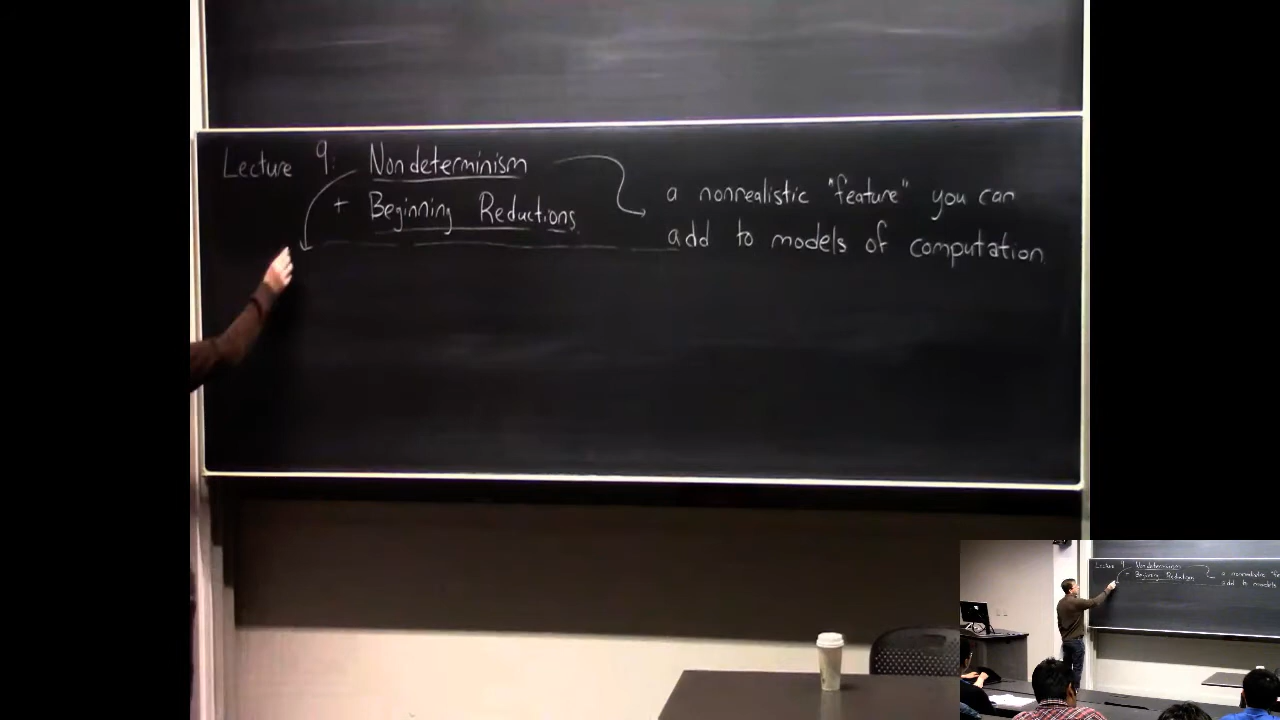 Lecture 9: Nondeterminism
+ Beginning Reductions
a nonrealistic "feature" you can
add to models of computation